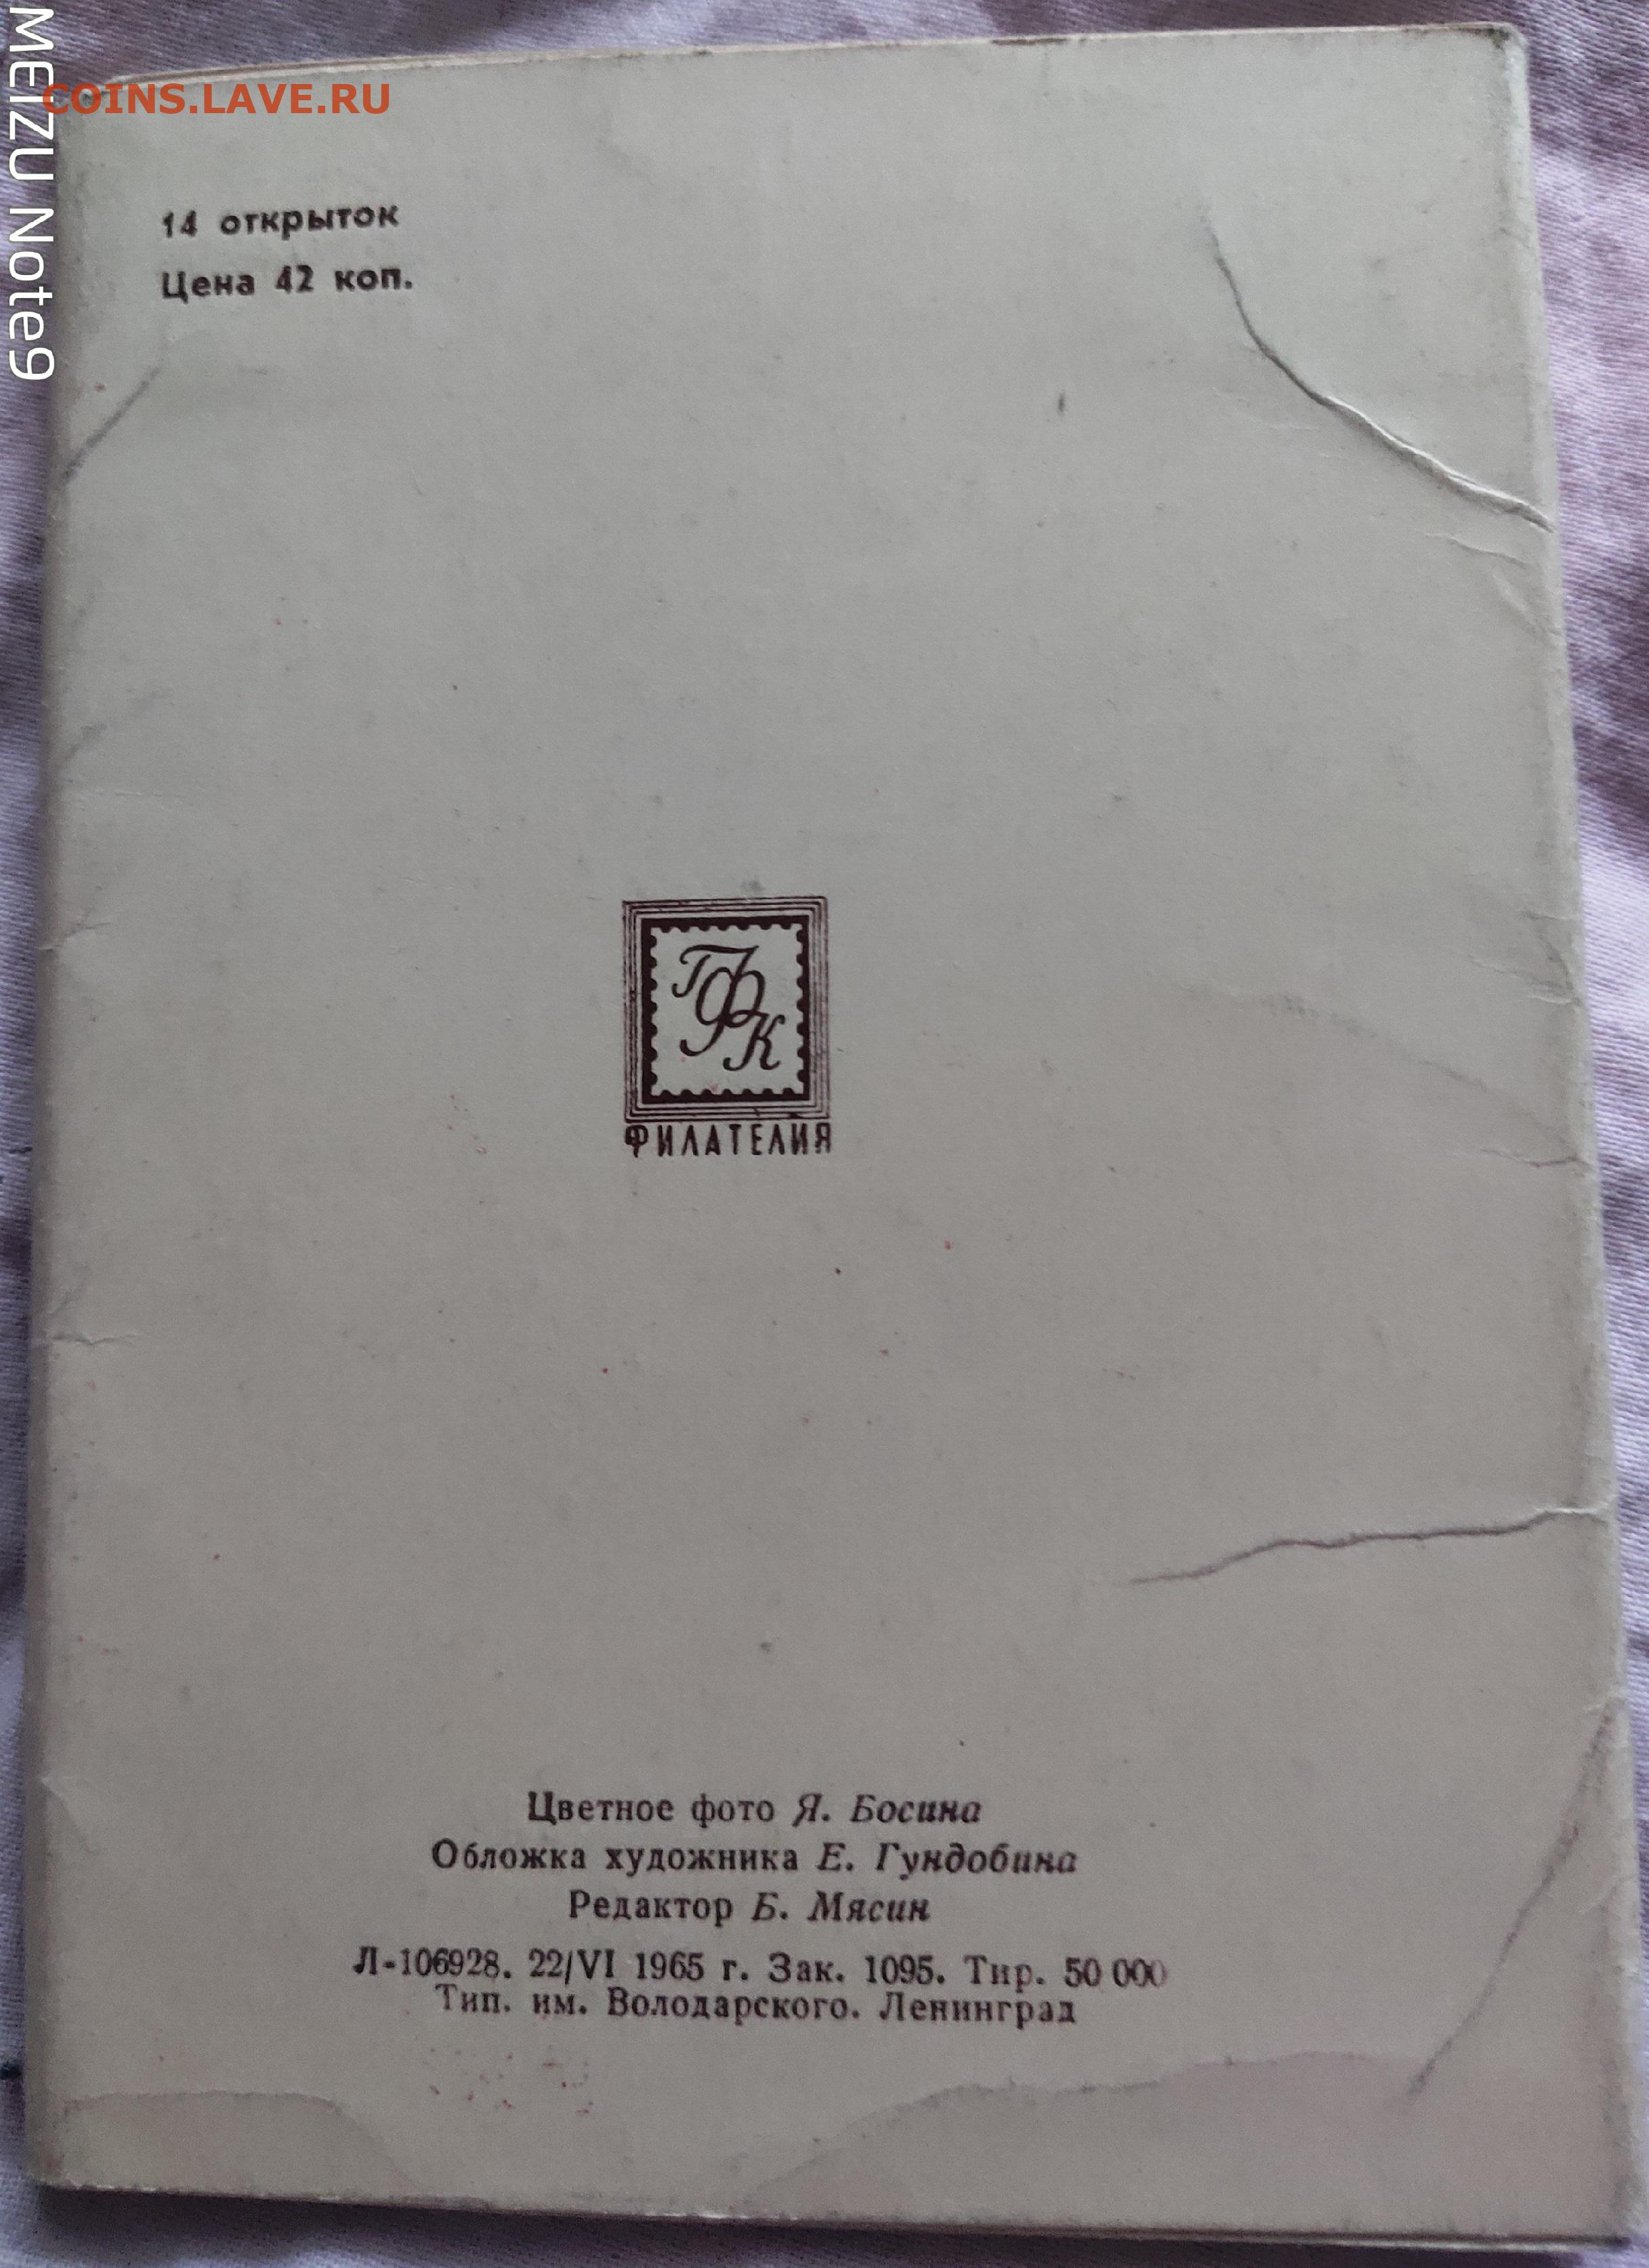 MEIZU Note9
COINS.LAVE.RU
14 открыток
Цена 42 коп.
ГФК
ФИЛАТЕЛИЯ
Цветное фото Я. Босина
Обложка художника Е. Гундобина
Редактор Б. Мясин
Л-106928. 22/VI 1965 г. Зак. 1095. Тир. 50 000
Тип. им. Володарского. Ленинград